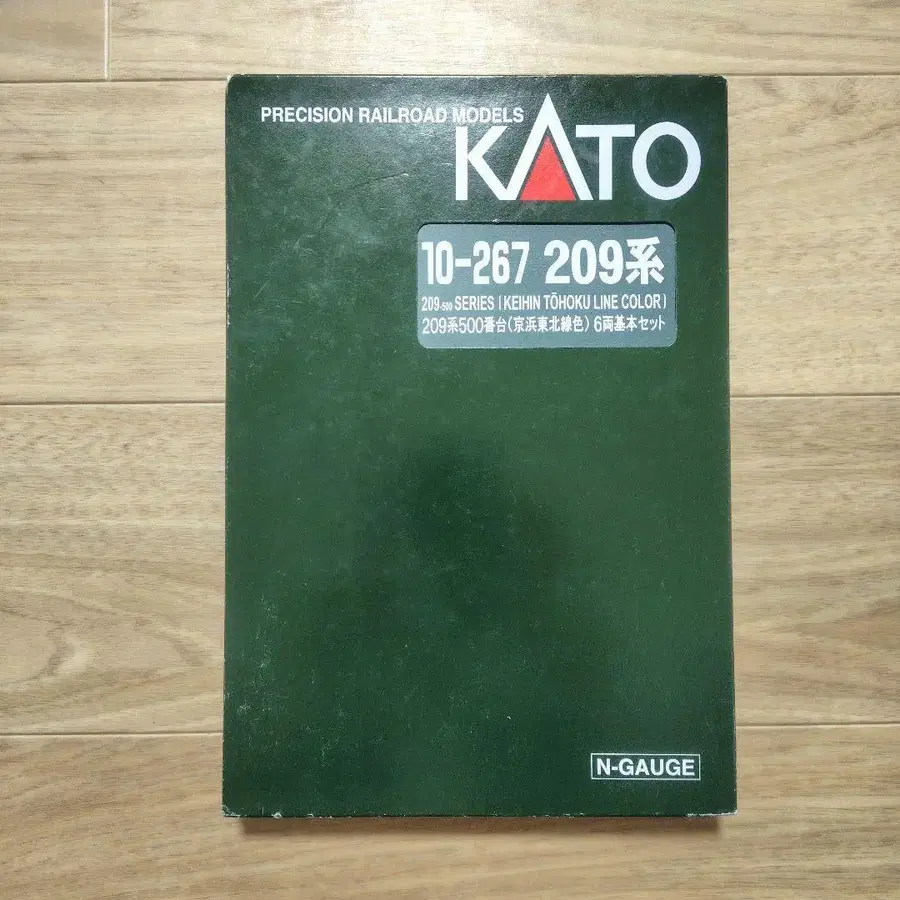 PRECISION RAILROAD MODELS
KATO
10-267 209系
209-500 SERIES [KEIHIN TŌHOKU LINE COLOR]
209系500番台(京浜東北線色) 6両基本セット
N-GAUGE